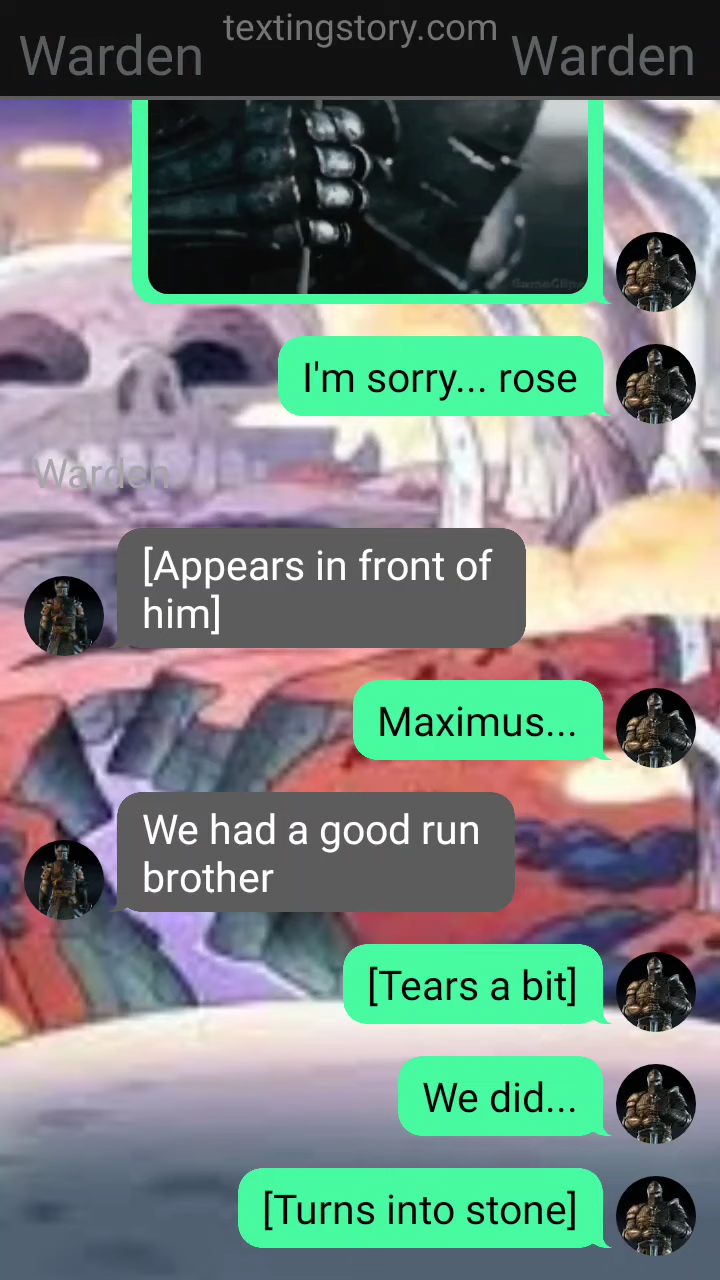 textingstory.com
Warden
Warden
I'm sorry... rose
Warden
[Appears in front of
him]
Maximus...
We had a good run
brother
[Tears a bit]
We did...
[Turns into stone]